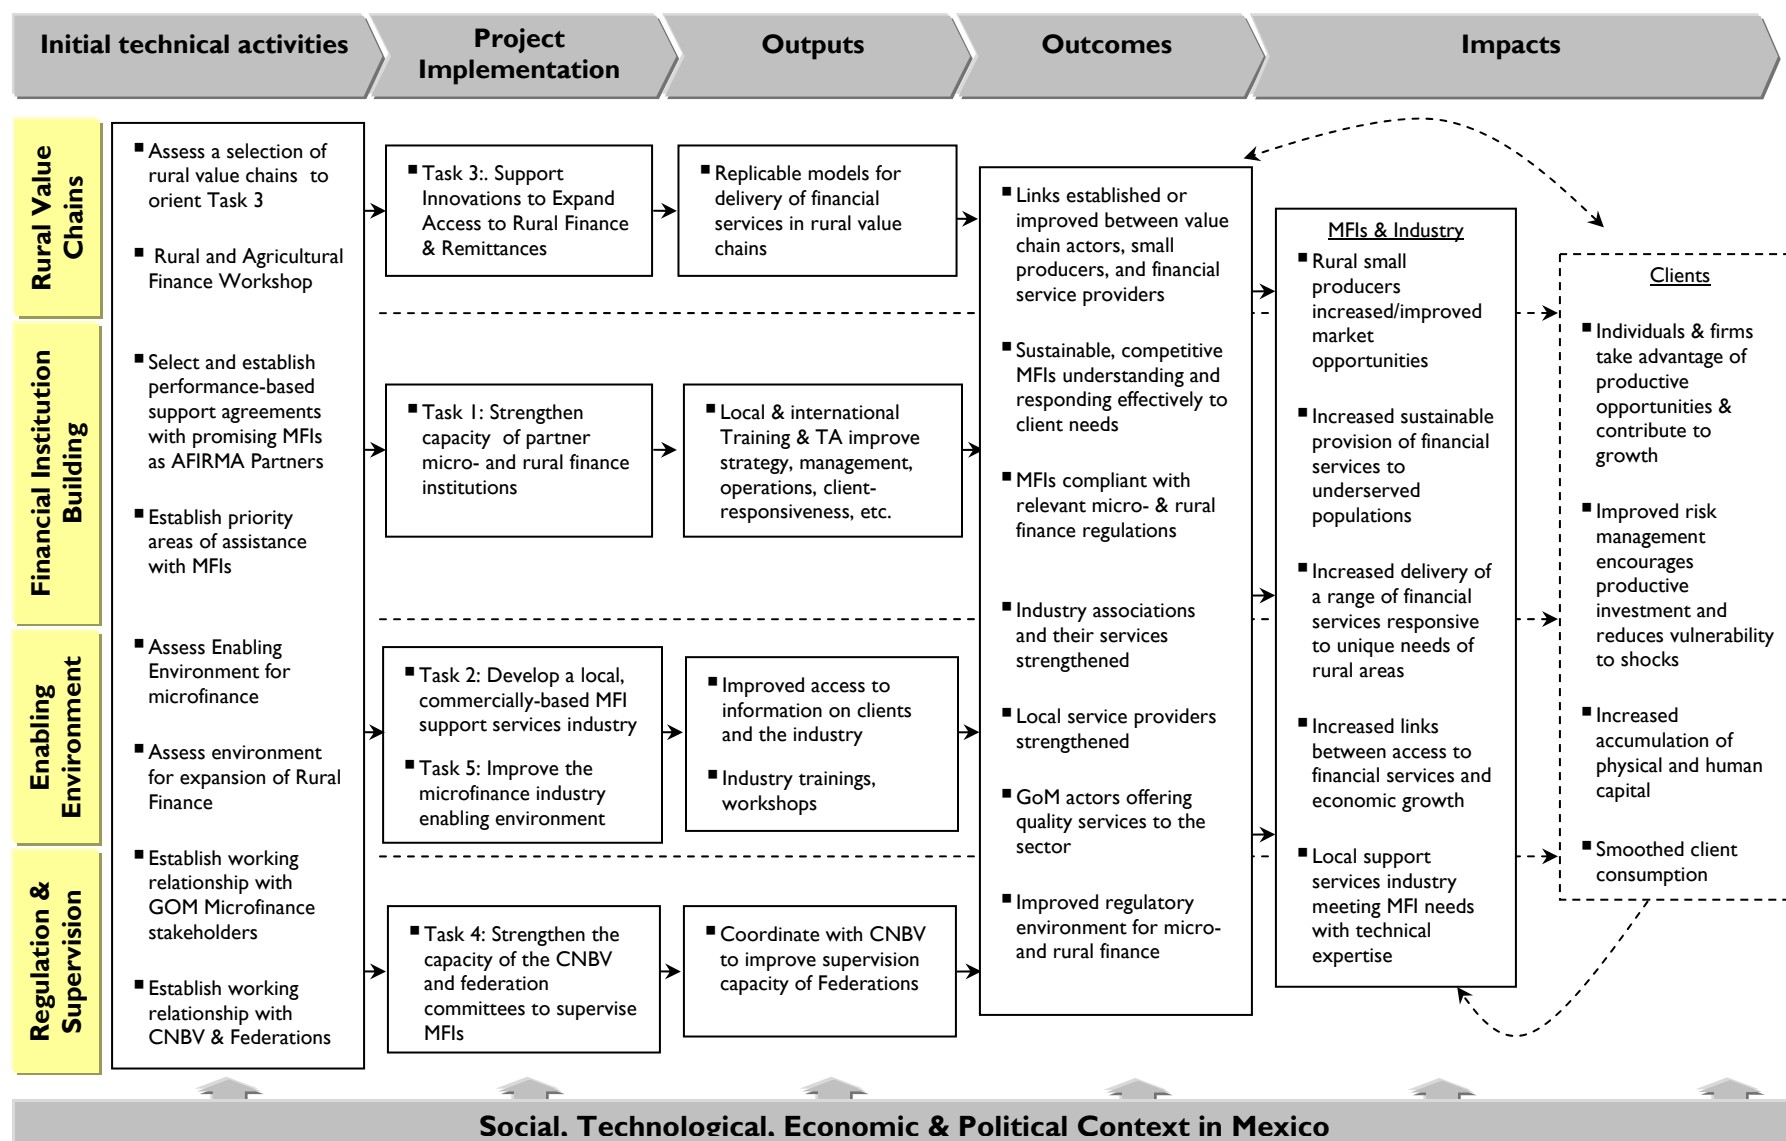 Initial technical activities
Project
Implementation
Outputs
Outcomes
Impacts
Rural Value
Chains
■ Assess a selection of
rural value chains to
orient Task 3
■ Rural and Agricultural
Finance Workshop
■ Select and establish
performance-based
support agreements
with promising MFIs
as AFIRMA Partners
■ Establish priority
areas of assistance
with MFIs
■ Assess Enabling
Environment for
microfinance
■ Assess environment
for expansion of Rural
Finance
■ Establish working
relationship with
GOM Microfinance
stakeholders
■ Establish working
relationship with
CNBV & Federations
■ Task 3:. Support
Innovations to Expand
Access to Rural Finance
& Remittances
■ Replicable models for
delivery of financial
services in rural value
chains
Financial Institution
Building
■ Task 1: Strengthen
capacity of partner
micro- and rural finance
institutions
■ Local & international
Training & TA improve
strategy, management,
operations, client-
responsiveness, etc.
Enabling
Environment
■ Task 2: Develop a local,
commercially-based MFI
support services industry
■ Task 5: Improve the
microfinance industry
enabling environment
■ Improved access to
information on clients
and the industry
■ Industry trainings,
workshops
Regulation &
Supervision
■ Task 4: Strengthen the
capacity of the CNBV
and federation
committees to supervise
MFIs
■ Coordinate with CNBV
to improve supervision
capacity of Federations
■ Links established or
improved between value
chain actors, small
producers, and financial
service providers
■ Sustainable, competitive
MFIs understanding and
responding effectively to
client needs
■ MFIs compliant with
relevant micro- & rural
finance regulations
■ Industry associations
and their services
strengthened
■ Local service providers
strengthened
■ GoM actors offering
quality services to the
sector
■ Improved regulatory
environment for micro-
and rural finance
MFIs & Industry
■ Rural small
producers
increased/improved
market
opportunities
■ Increased sustainable
provision of financial
services to
underserved
populations
■ Increased delivery of
a range of financial
services responsive
to unique needs of
rural areas
■ Increased links
between access to
financial services and
economic growth
■ Local support
services industry
meeting MFI needs
with technical
expertise
Clients
■ Individuals & firms
take advantage of
productive
opportunities &
contribute to
growth
■ Improved risk
management
encourages
productive
investment and
reduces vulnerability
to shocks
■ Increased
accumulation of
physical and human
capital
■ Smoothed client
consumption
Social, Technological, Economic & Political Context in Mexico